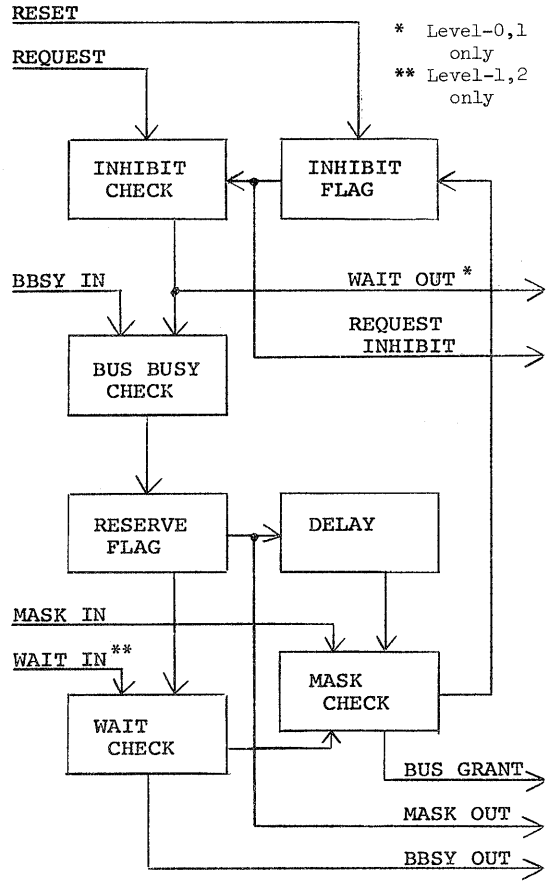 RESET
* Level-0,1
only
REQUEST
** Level-1,2
only
INHIBIT
CHECK
INHIBIT
FLAG
BBSY IN
WAIT OUT *
REQUEST
INHIBIT
BUS BUSY
CHECK
RESERVE
FLAG
DELAY
MASK IN
WAIT IN **
MASK
CHECK
WAIT
CHECK
BUS GRANT
MASK OUT
BBSY OUT